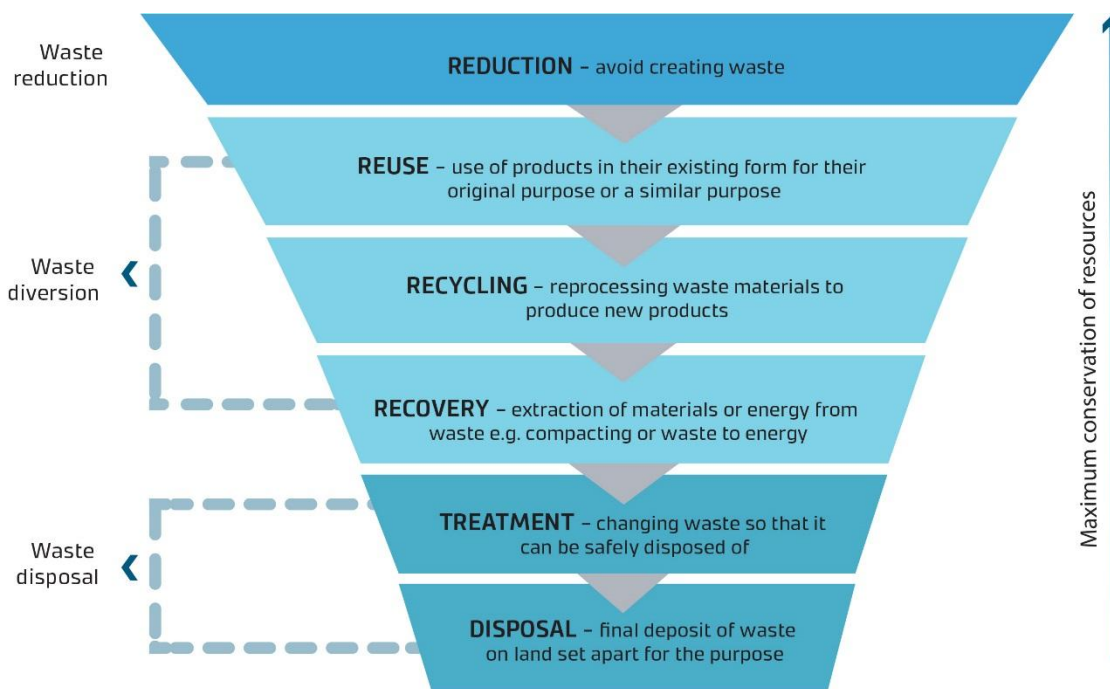 Waste
reduction
REDUCTION – avoid creating waste
REUSE – use of products in their existing form for their
original purpose or a similar purpose
Waste
diversion
RECYCLING – reprocessing waste materials to
produce new products
RECOVERY – extraction of materials or energy from
waste e.g. compacting or waste to energy
Waste
disposal
TREATMENT – changing waste so that it
can be safely disposed of
DISPOSAL – final deposit of waste
on land set apart for the purpose
Maximum conservation of resources